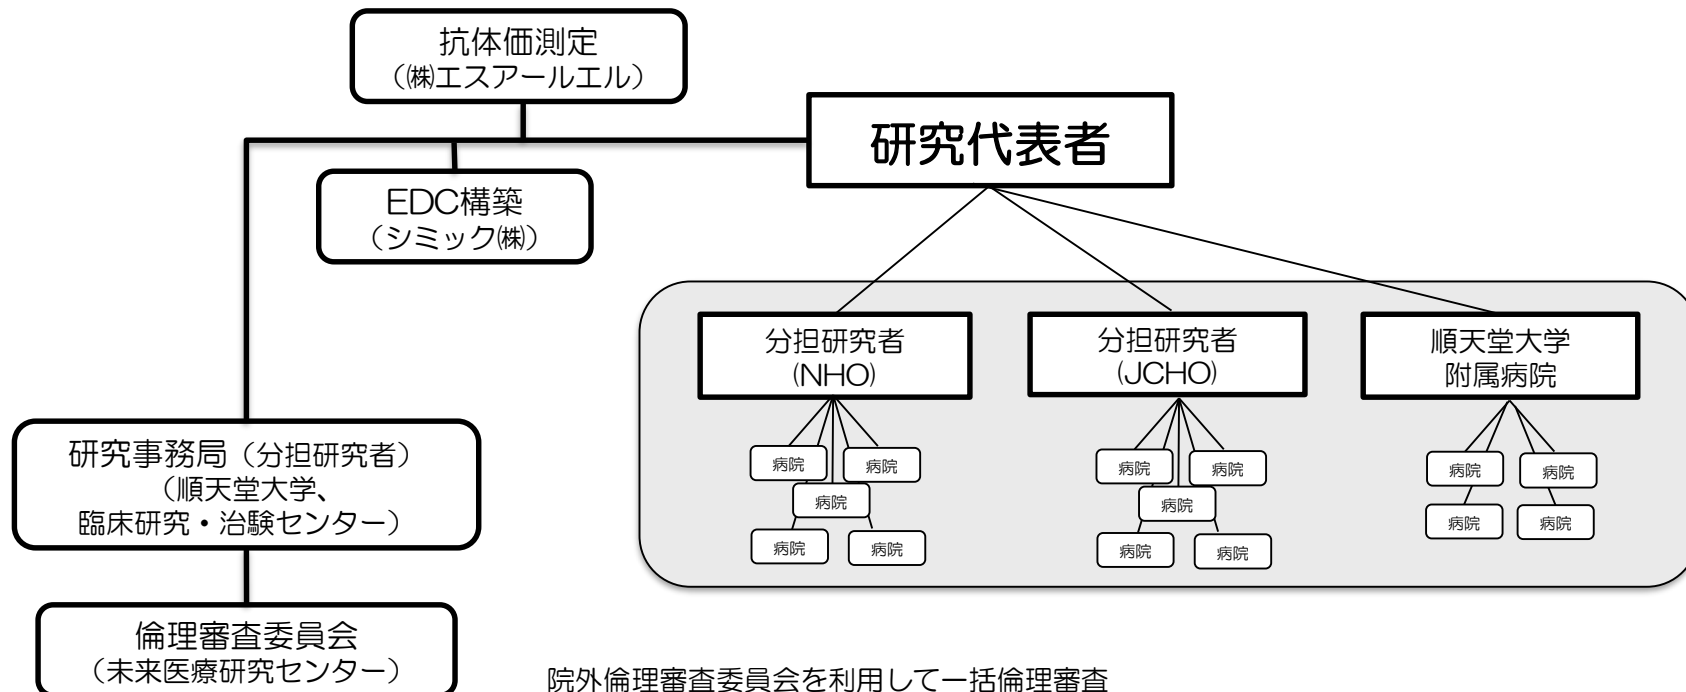 抗体価測定
（㈱エスアールエル）
研究代表者
EDC構築
（シミック㈱）
分担研究者
(NHO)
分担研究者
(JCHO)
順天堂大学
附属病院
病院
病院
病院
病院
病院
病院
病院
病院
病院
病院
病院
病院
病院
病院
研究事務局（分担研究者）
（順天堂大学、
臨床研究・治験センター）
倫理審査委員会
（未来医療研究センター）
院外倫理審査委員会を利用して一括倫理審査